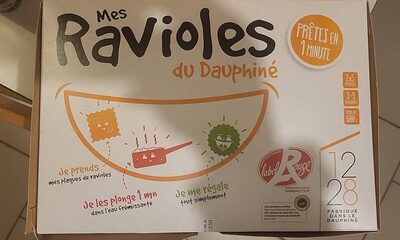 Mes
Ravioles
du Dauphiné
PRÊTES EN
1 MINUTE
Je prends
mes plaques de ravioles
Je les plonge 1 mn
dans l'eau frémissante
Je me régale
tout simplement
label
Rouge
12
28
FABRIQUÉ
DANS LE
DAUPHINÉ